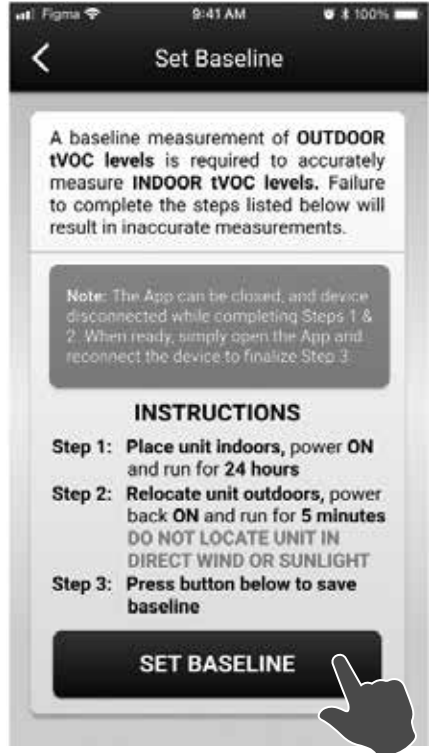 Figma 9:41 AM 100%
Set Baseline
A baseline measurement of OUTDOOR
tVOC levels is required to accurately
measure INDOOR tVOC levels. Failure
to complete the steps listed below will
result in inaccurate measurements.
Note: The App can be closed, and device
disconnected while completing Steps 1 &
2. When ready, simply open the App and
reconnect the device to finalize Step 3.
INSTRUCTIONS
Step 1: Place unit indoors, power ON
and run for 24 hours
Step 2: Relocate unit outdoors, power
back ON and run for 5 minutes
DO NOT LOCATE UNIT IN
DIRECT WIND OR SUNLIGHT
Step 3: Press button below to save
baseline
SET BASELINE